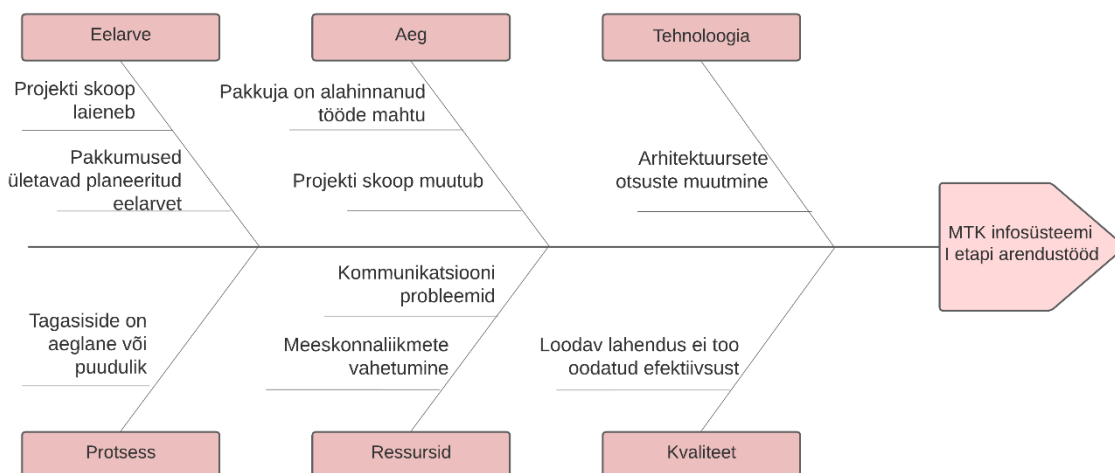 Eelarve
Aeg
Tehnoloogia
Projekti skoop
laieneb
Pakkumused
ületavad planeeritud
eelarvet
Pakkuja on alahinnanud
tööde mahtu
Projekti skoop muutub
Arhitektuursete
otsuste muutmine
MTK infosüsteemi
I etapi arendustööd
Tagasiside on
aeglane või
puudulik
Kommunikatsiooni
probleemid
Meeskonnaliikmete
vahetumine
Loodav lahendus ei too
oodatud efektiivsust
Protsess
Ressursid
Kvaliteet